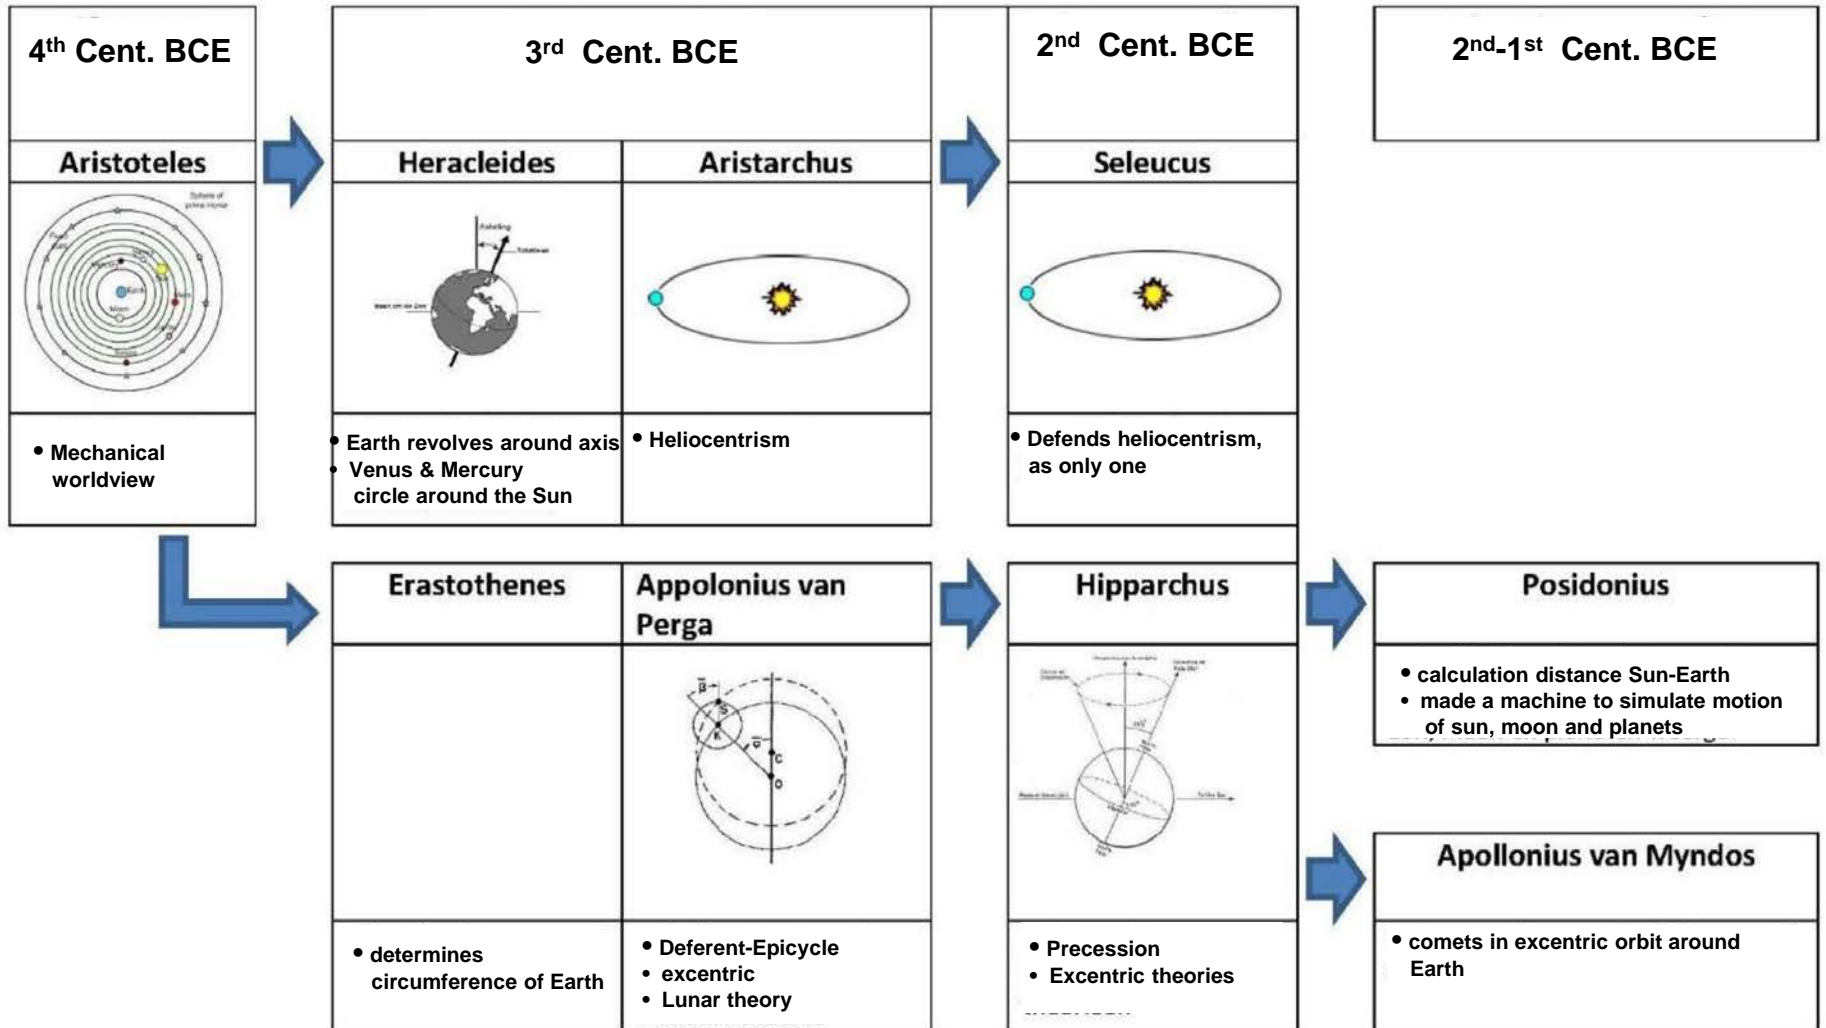 4th Cent. BCE
3rd Cent. BCE
2nd Cent. BCE
2nd-1st Cent. BCE
Aristoteles
Heracleides
Aristarchus
Seleucus
Sphere of
Earth
Moon
• Mechanical
worldview
• Earth revolves around axis
• Venus & Mercury
circle around the Sun
• Heliocentrism
• Defends heliocentrism,
as only one
Erastothenes
Appolonius van
Perga
Hipparchus
Posidonius
S
K
C
O
• calculation distance Sun-Earth
• made a machine to simulate motion
of sun, moon and planets
Apollonius van Myndos
• determines
circumference of Earth
• Deferent-Epicycle
• excentric
• Lunar theory
• Precession
• Excentric theories
• comets in excentric orbit around
Earth